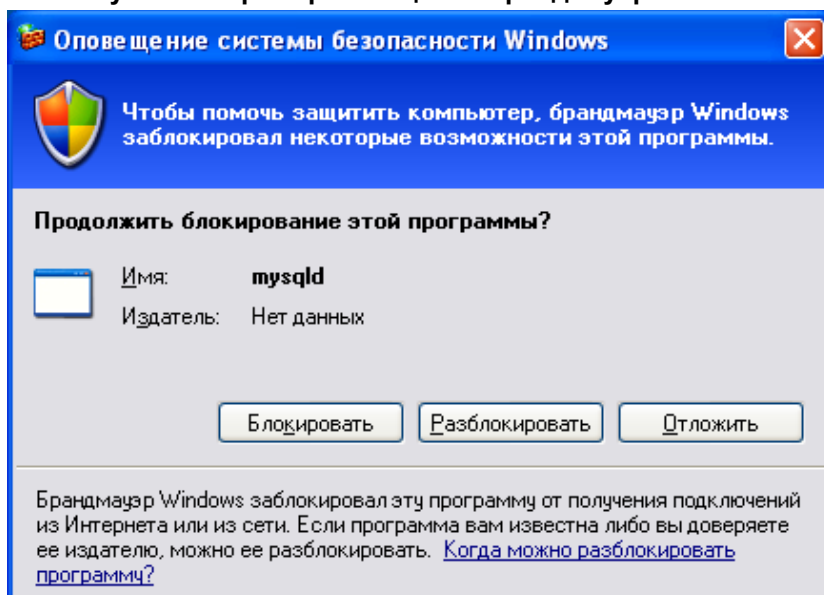 Оповещение системы безопасности Windows
Чтобы помочь защитить компьютер, брандмауэр Windows
заблокировал некоторые возможности этой программы.
Продолжить блокирование этой программы?
Имя: mysqld
Издатель: Нет данных
Блокировать Разблокировать Отложить
Брандмауэр Windows заблокировал эту программу от получения подключений
из Интернета или из сети. Если программа вам известна либо вы доверяете
ее издателю, можно ее разблокировать. Когда можно разблокировать
программу?